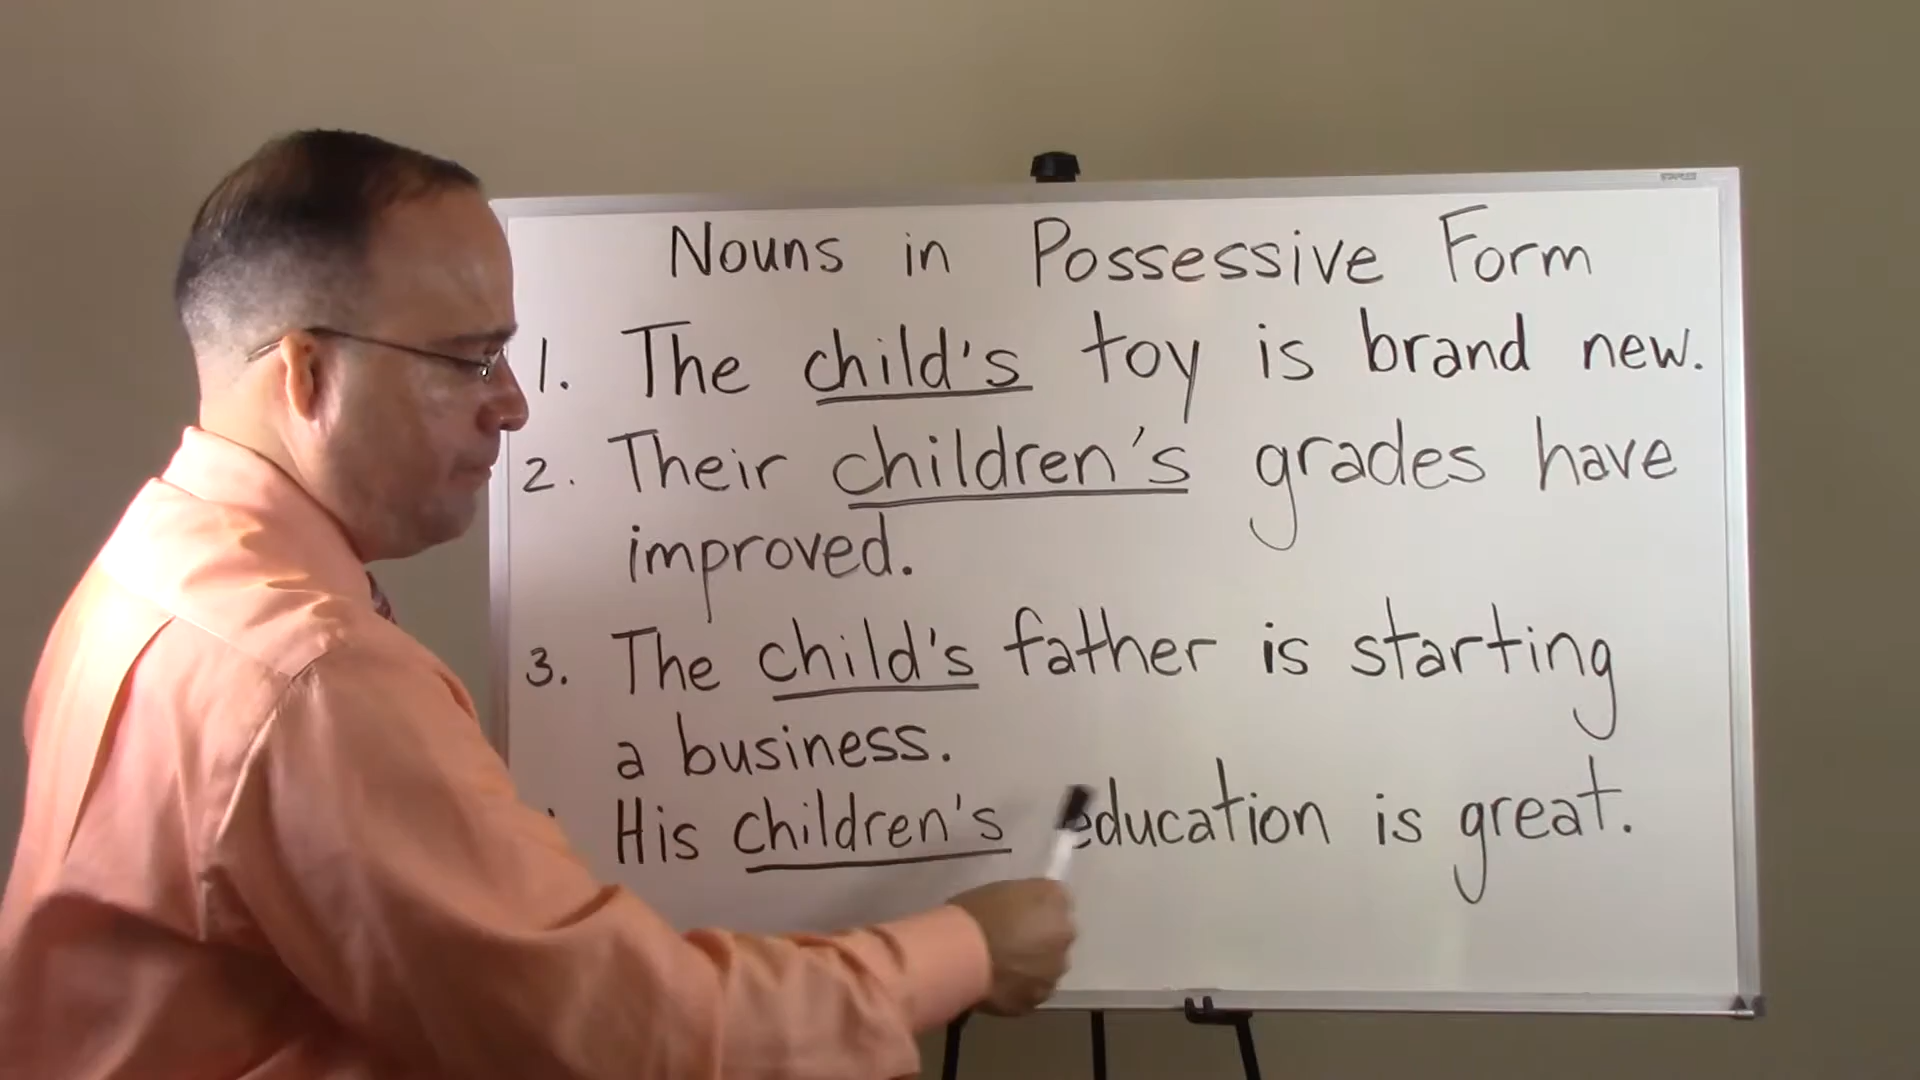 STAPLES
Nouns in Possessive Form
1. The child's toy is brand new.
2. Their children's grades have
improved.
3. The child's father is starting
a business.
His children's education is great.